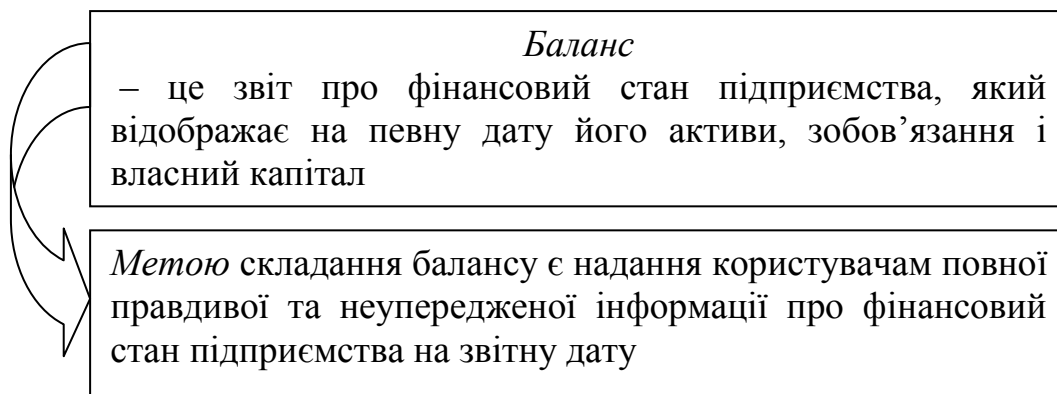 Баланс
– це звіт про фінансовий стан підприємства, який
відображає на певну дату його активи, зобов’язання і
власний капітал
Метою складання балансу є надання користувачам повної
правдивої та неупередженої інформації про фінансовий
стан підприємства на звітну дату